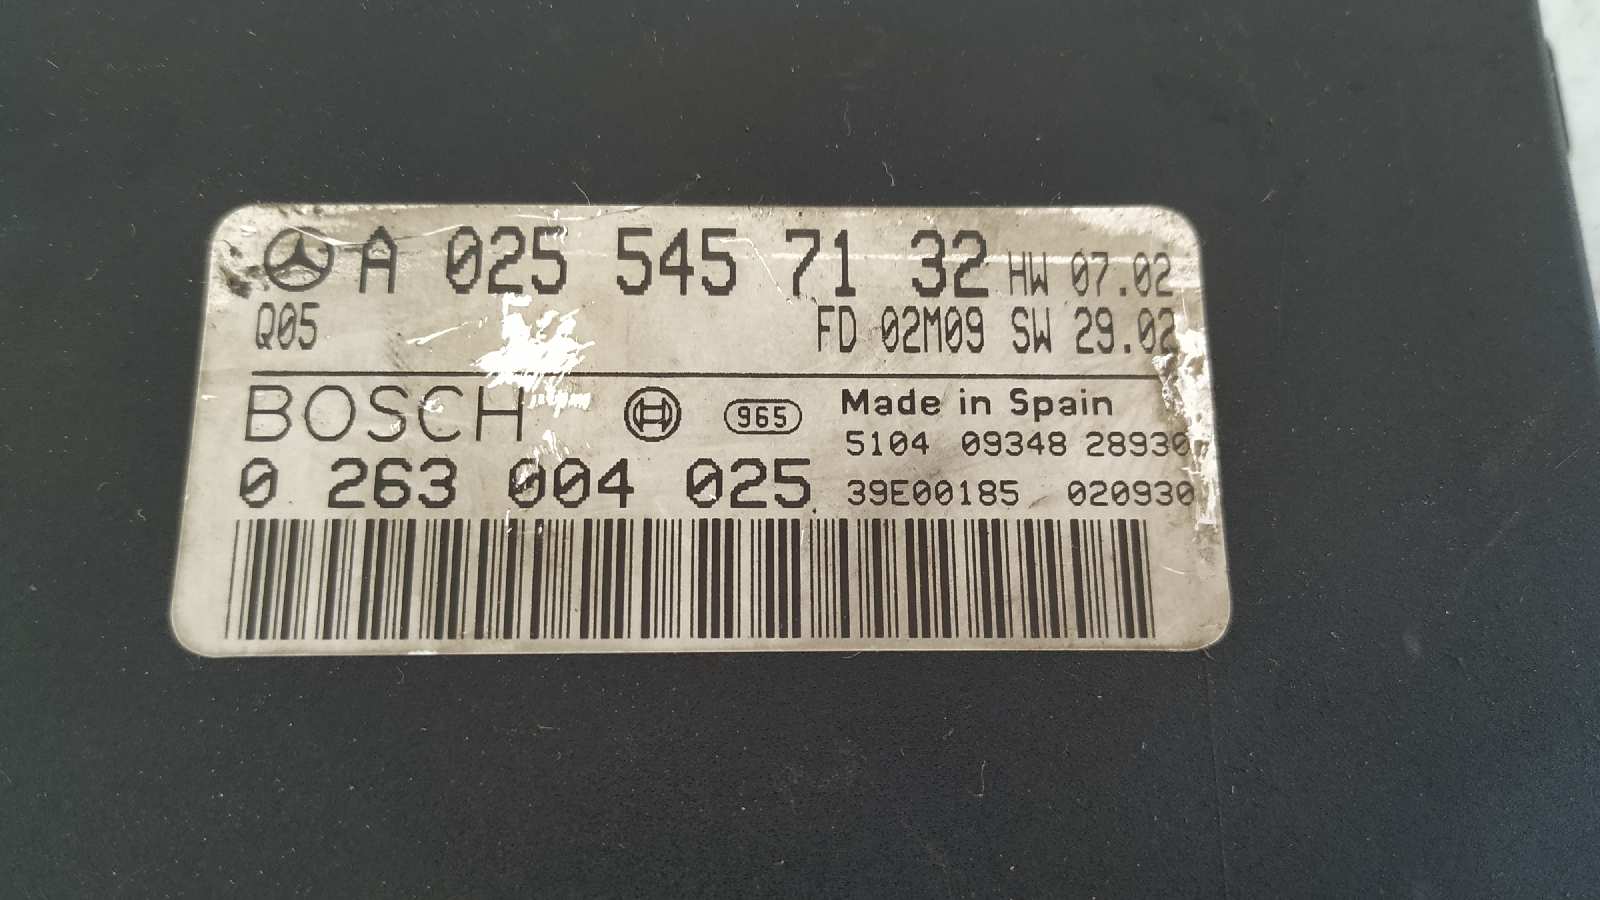 A 025 545 71 32 HW 07.02
Q05 FD 02M09 SW 29.02
BOSCH 965 Made in Spain
5104 09348 28930
0 263 004 025 39E00185 020930